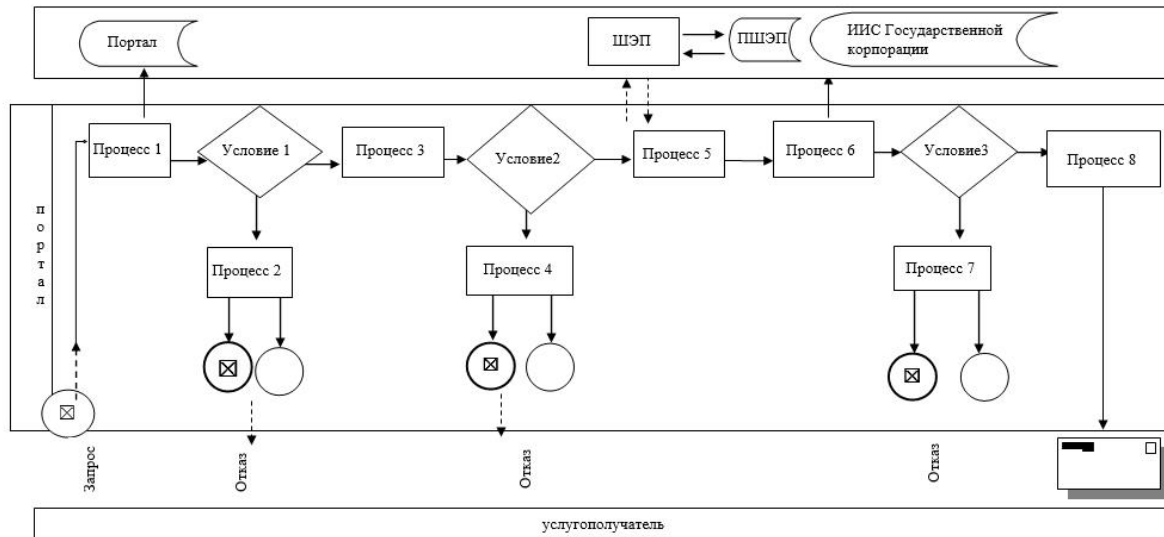 Портал
ШЭП
ПШЭП
ИИС Государственной
корпорации
портал
Процесс 1
Условие 1
Процесс 3
Условие2
Процесс 5
Процесс 6
Условие3
Процесс 8
Процесс 2
Процесс 4
Процесс 7
Запрос
Отказ
Отказ
Отказ
услугополучатель